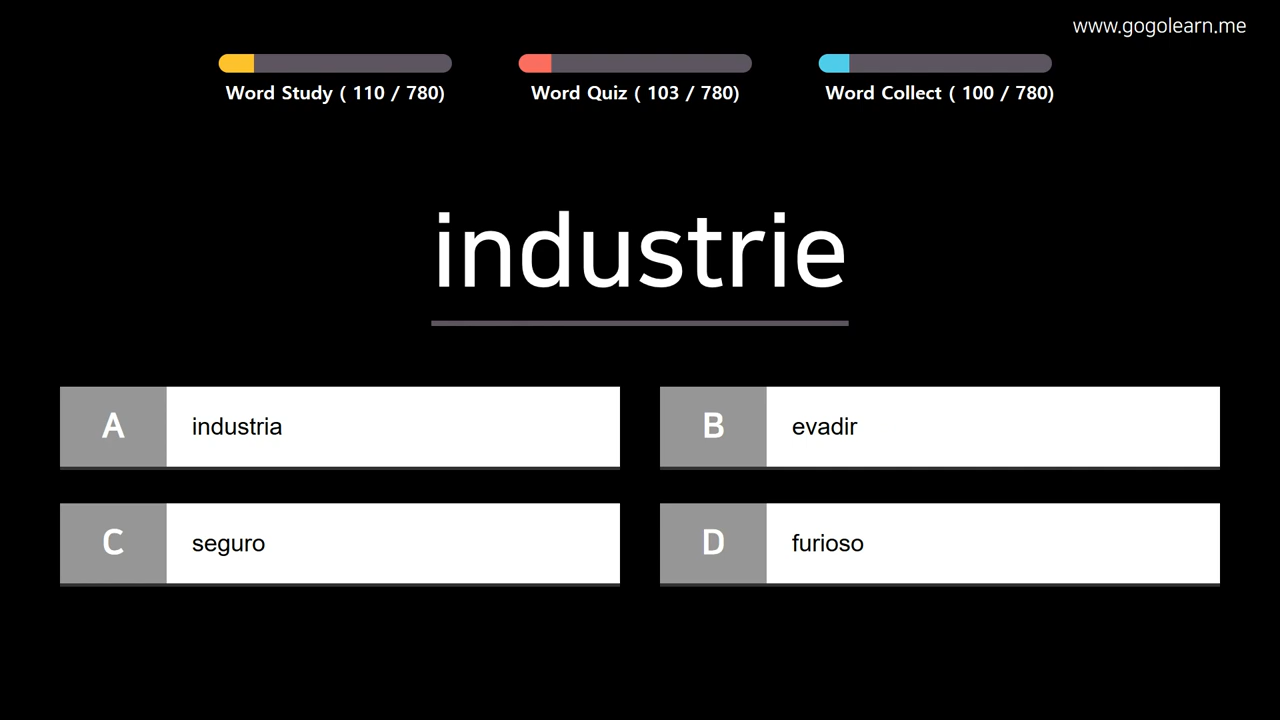 www.gogolearn.me
Word Study ( 110 / 780)
Word Quiz ( 103 / 780)
Word Collect ( 100 / 780)
industrie
A industria
B evadir
C seguro
D furioso